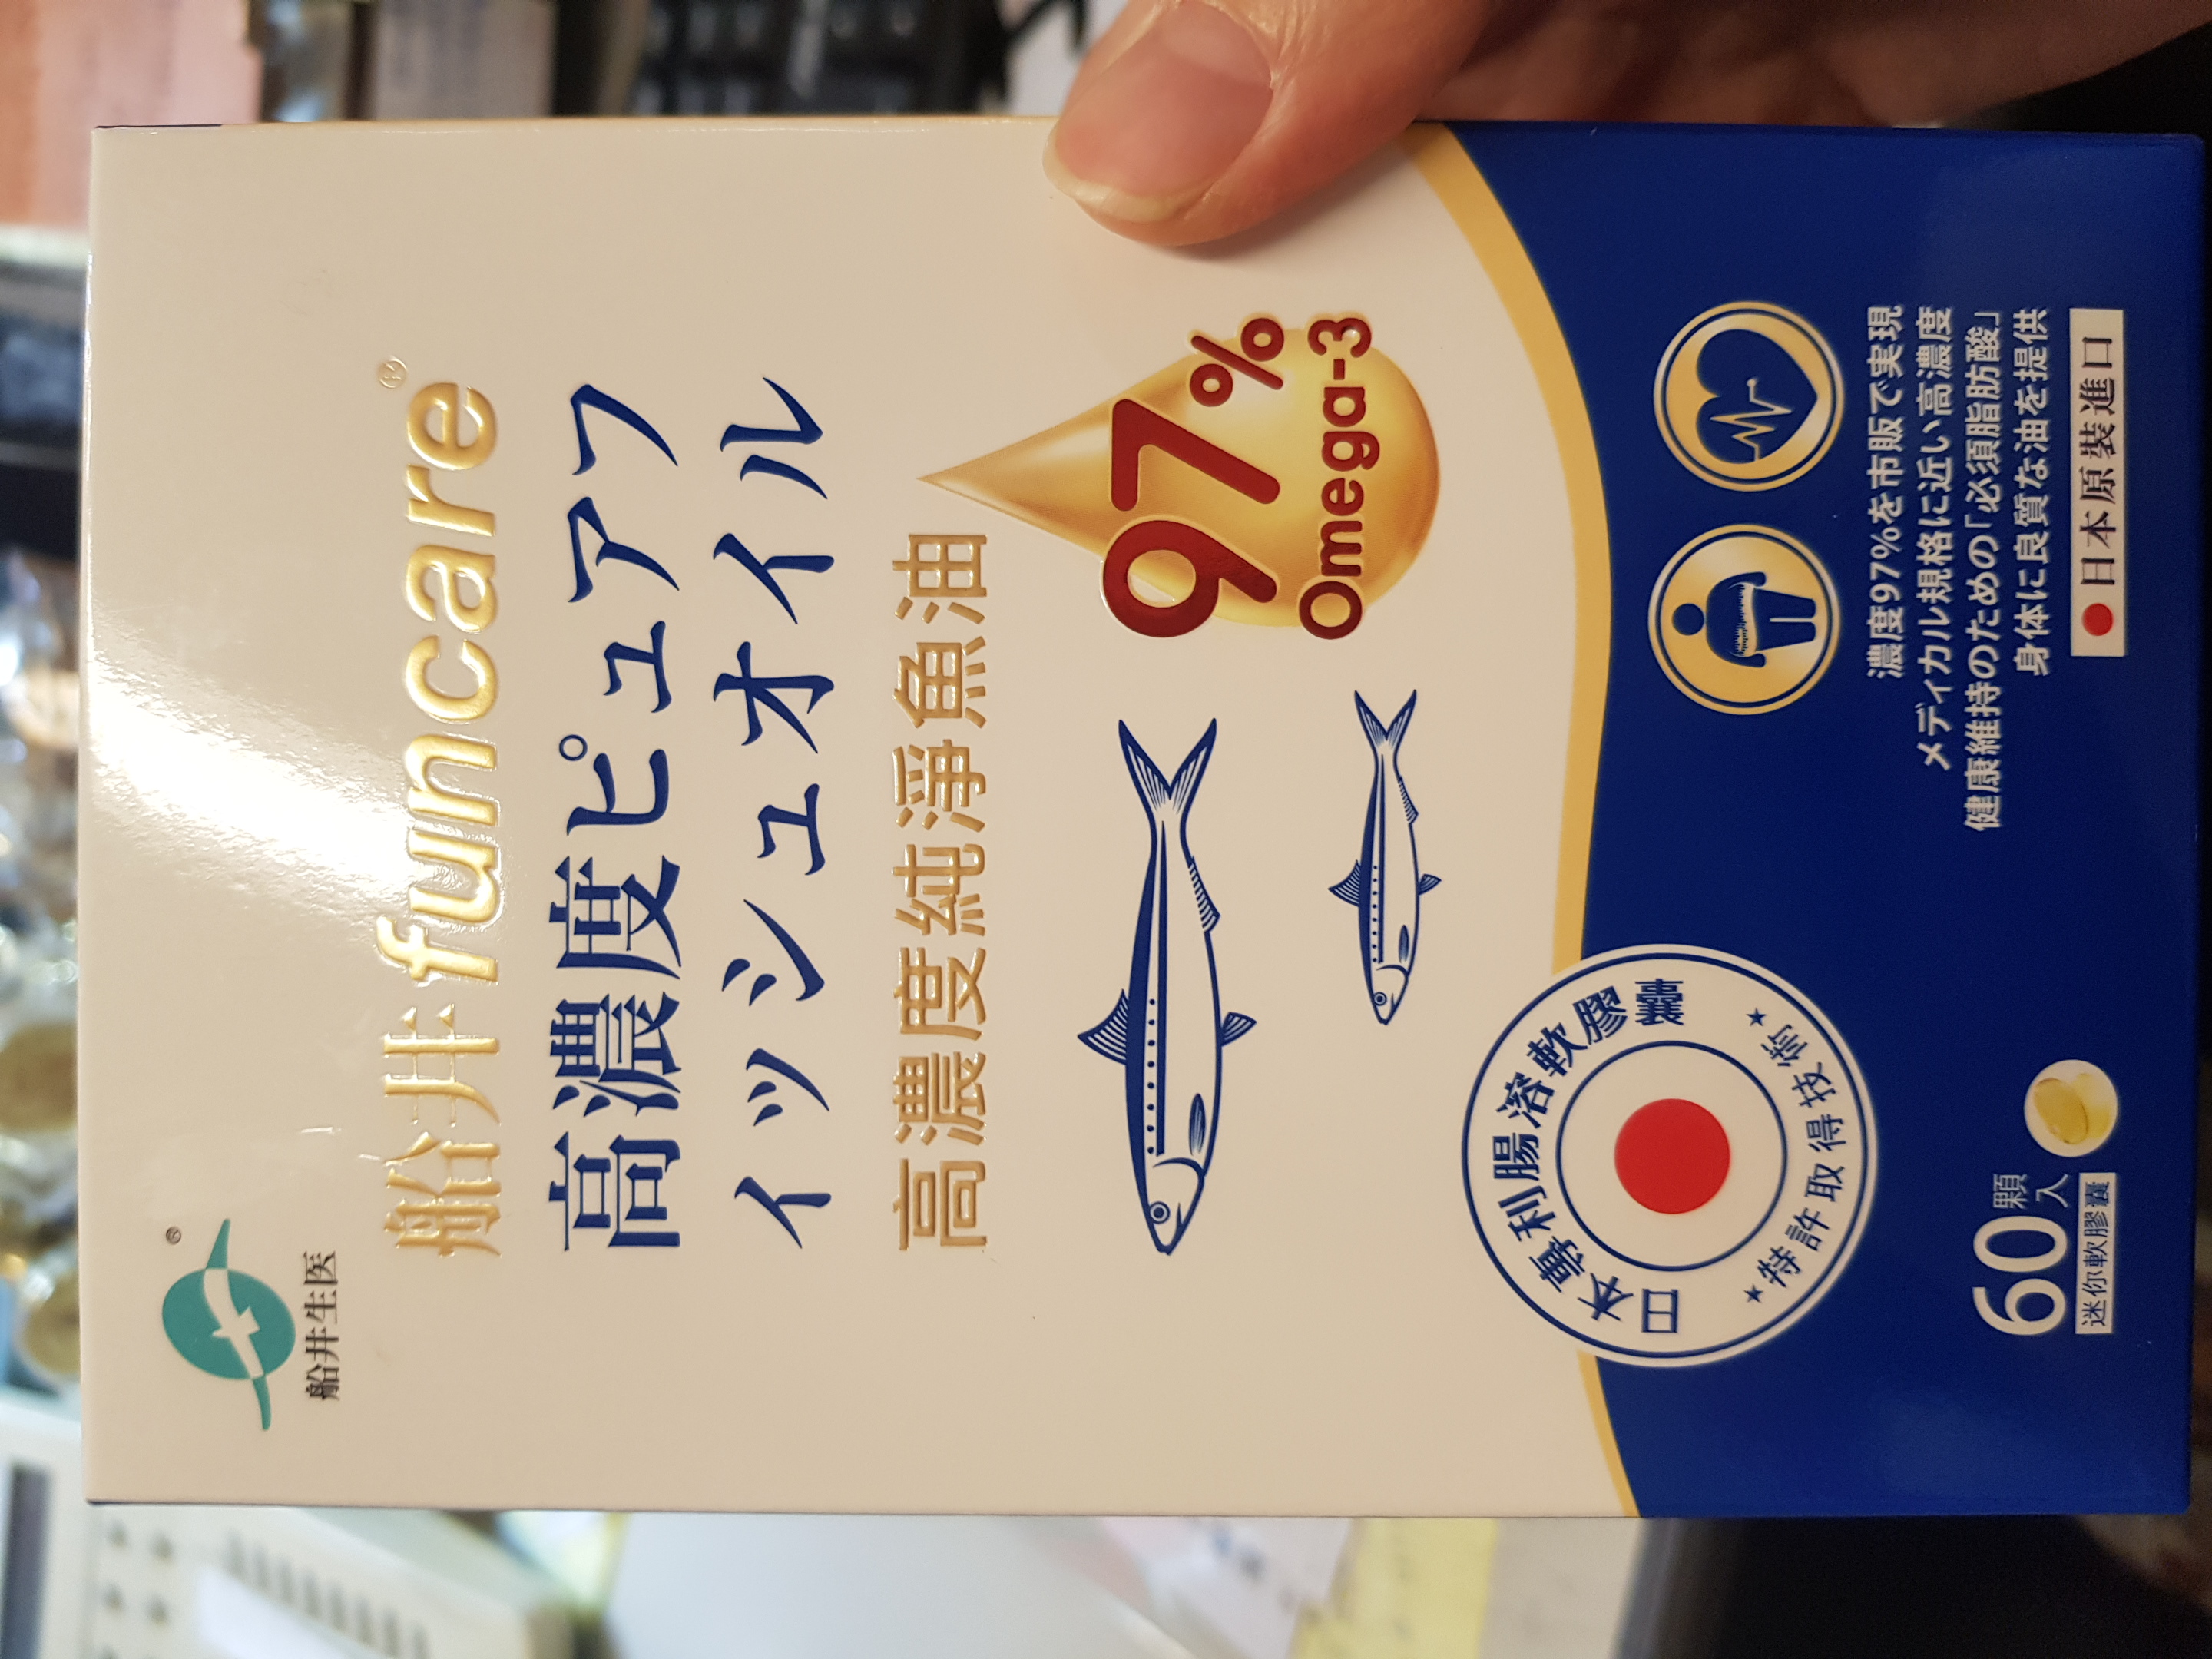 ®
船井生医
船井 funcare®
高濃度ピュアフ
ィッシュオイル
高濃度純淨魚油
97%
Omega-3
日本專利腸溶軟膠囊
★特許取得技術★
濃度97%を市販で実現
メディカル規格に近い高濃度
健康維持のための「必須脂肪酸」
身体に良質な油を提供
60顆入
迷你軟膠囊
日本原裝進口